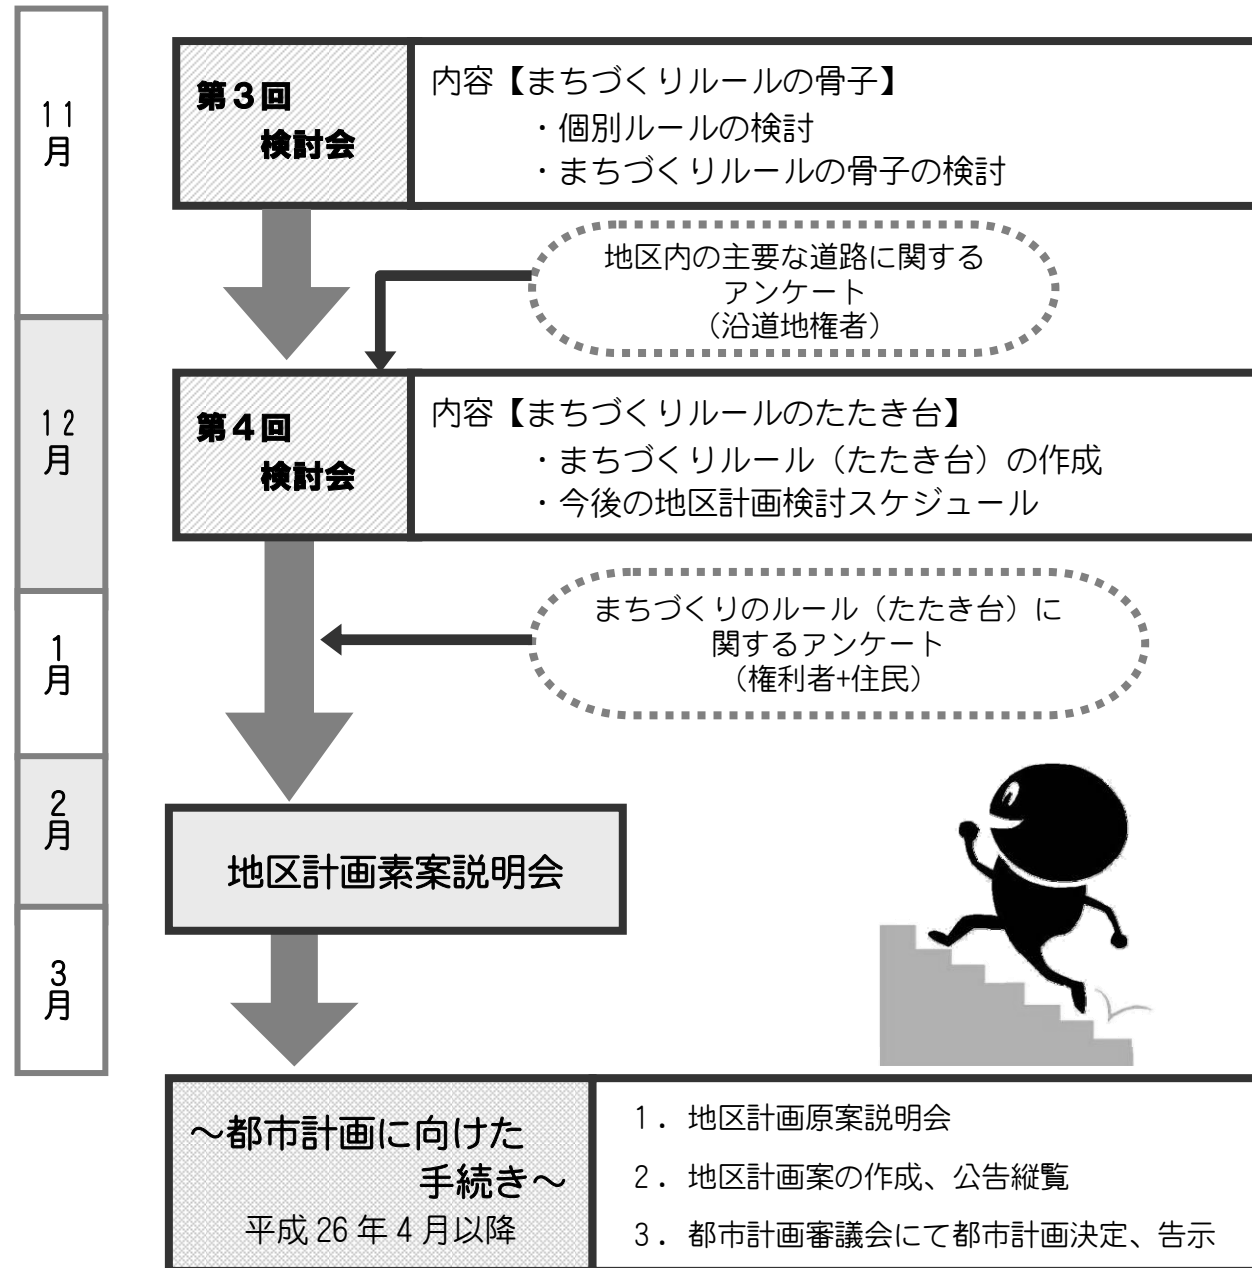 11
月
第3回
検討会
内容【まちづくりルールの骨子】
・個別ルールの検討
・まちづくりルールの骨子の検討
地区内の主要な道路に関する
アンケート
（沿道地権者）
12
月
第4回
検討会
内容【まちづくりルールのたたき台】
・まちづくりルール（たたき台）の作成
・今後の地区計画検討スケジュール
1
月
まちづくりのルール（たたき台）に
関するアンケート
（権利者+住民）
2
月
地区計画素案説明会
3
月
～都市計画に向けた
手続き～
平成26年4月以降
1．地区計画原案説明会
2．地区計画案の作成、公告縦覧
3．都市計画審議会にて都市計画決定、告示